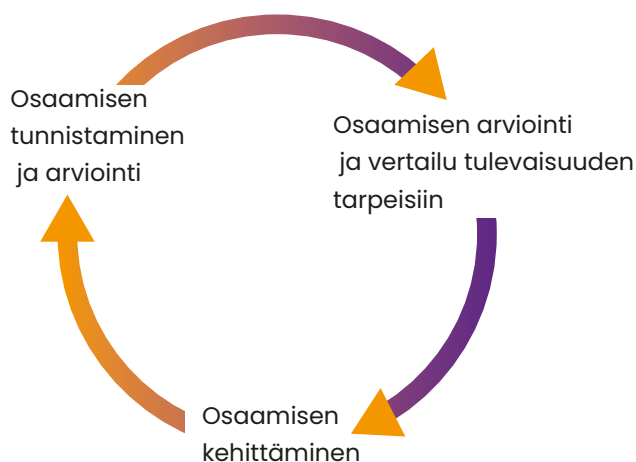 Osaamisen
tunnistaminen
ja arviointi
Osaamisen arviointi
ja vertailu tulevaisuuden
tarpeisiin
Osaamisen
kehittäminen